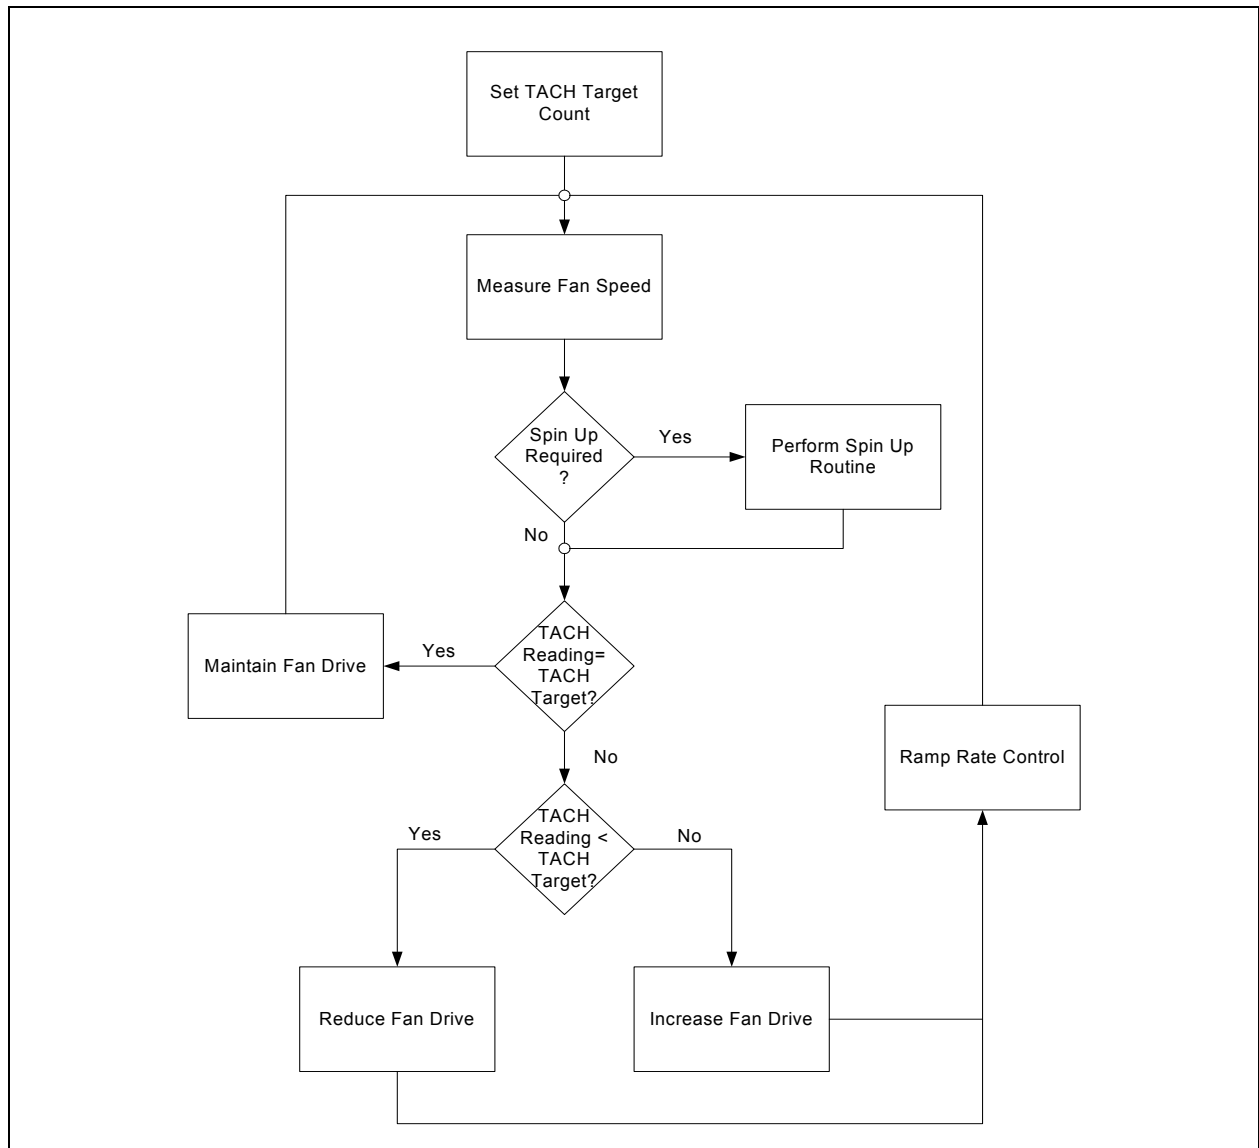 Set TACH Target
Count
Measure Fan Speed
Spin Up
Required
?
Yes
Perform Spin Up
Routine
No
TACH
Reading=
TACH
Target?
Yes
Maintain Fan Drive
No
Ramp Rate Control
TACH
Reading <
TACH
Target?
Yes
No
Reduce Fan Drive
Increase Fan Drive